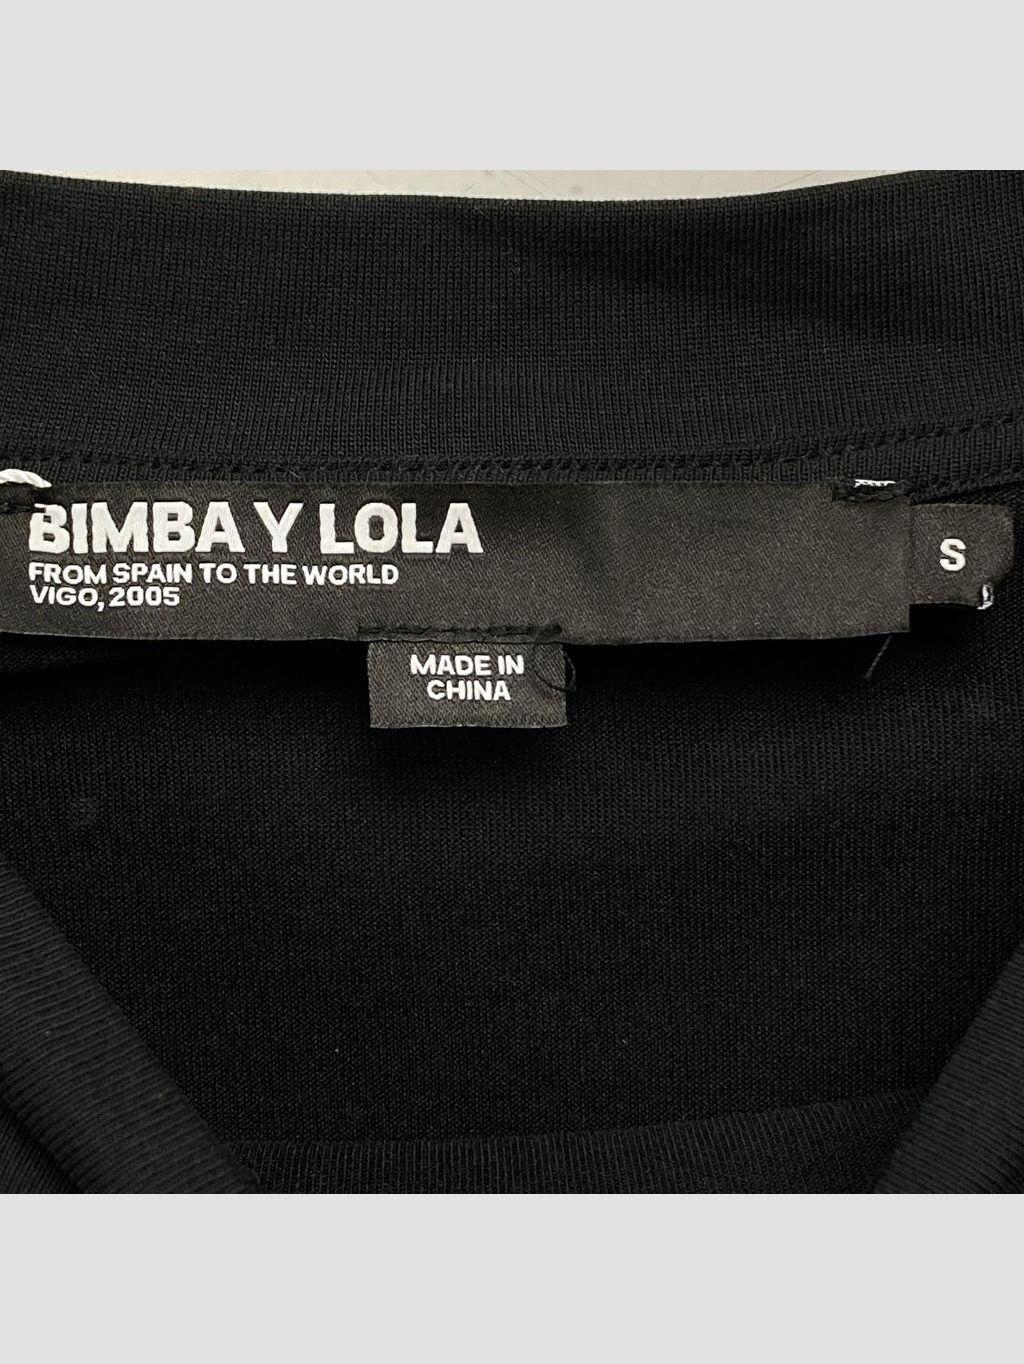 BIMBA Y LOLA
FROM SPAIN TO THE WORLD
VIGO, 2005
S
MADE IN
CHINA